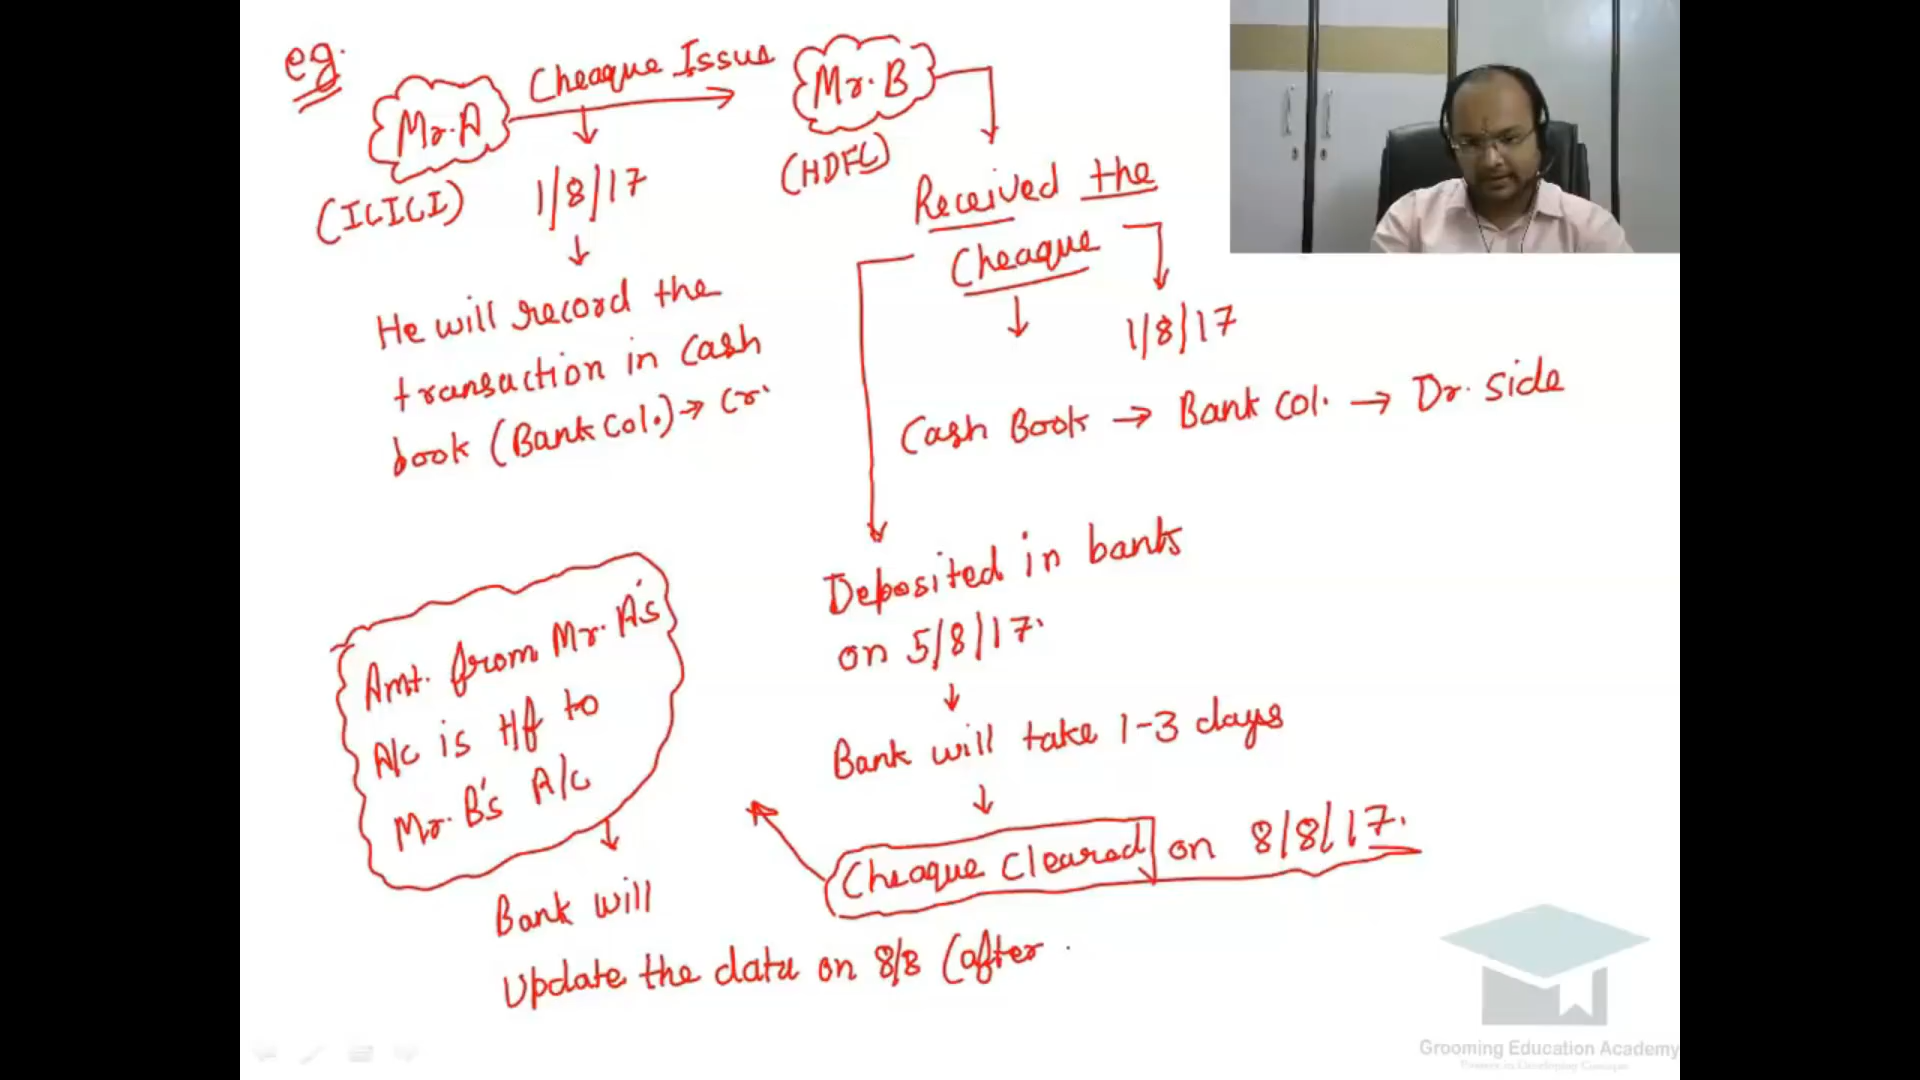 eg.
Mr. A
Cheaque Issue
Mr. B
(ICICI)
1/8/17
(HDFC)
He will record the
transaction in Cash
book (Bank Col.) → Cr.
Received the
Cheaque
1/8/17
Cash Book → Bank Col. → Dr. Side
Deposited in bank
on 5/8/17.
Bank will take 1-3 days
Cheaque Cleared on 8/8/17.
Amt. from Mr. A's
A/c is to
Mr. B's A/c
Bank will
Update the data on 8/8 (after
Grooming Education Academy